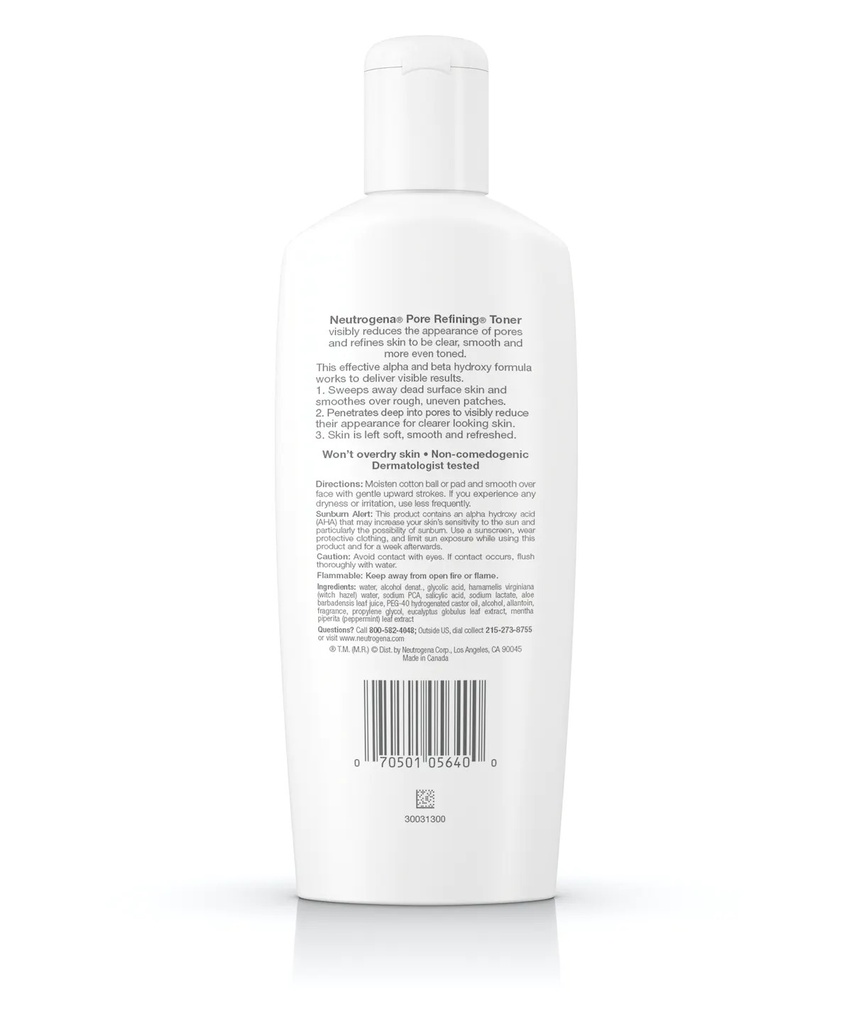 Neutrogena® Pore Refining® Toner
visibly reduces the appearance of pores
and refines skin to be clear, smooth and
more even toned.
This effective alpha and beta hydroxy formula
works to deliver visible results.
1. Sweeps away dead surface skin and
smoothes over rough, uneven patches.
2. Penetrates deep into pores to visibly reduce
their appearance for clearer looking skin.
3. Skin is left soft, smooth and refreshed.
Won't overdry skin • Non-comedogenic
Dermatologist tested
Directions: Moisten cotton ball or pad and smooth over
face with gentle upward strokes. If you experience any
dryness or irritation, use less frequently.
Sunburn Alert: This product contains an alpha hydroxy acid
(AHA) that may increase your skin's sensitivity to the sun and
particularly the possibility of sunburn. Use a sunscreen, wear
protective clothing, and limit sun exposure while using this
product and for a week afterwards.
Caution: Avoid contact with eyes. If contact occurs, flush
thoroughly with water.
Flammable: Keep away from open fire or flame.
Ingredients: water, alcohol denat., glycolic acid, hamamelis virginiana
(witch hazel) water, sodium PCA, salicylic acid, sodium lactate, aloe
barbadensis leaf juice, PEG-40 hydrogenated castor oil, alcohol, allantoin,
fragrance, propylene glycol, eucalyptus globulus leaf extract, mentha
piperita (peppermint) leaf extract
Questions? Call 800-582-4048; Outside US, dial collect 215-273-8755
or visit www.neutrogena.com
® T.M. (M.R.) © Dist. by Neutrogena Corp., Los Angeles, CA 90045
Made in Canada
0 70501 05640 0
30031300